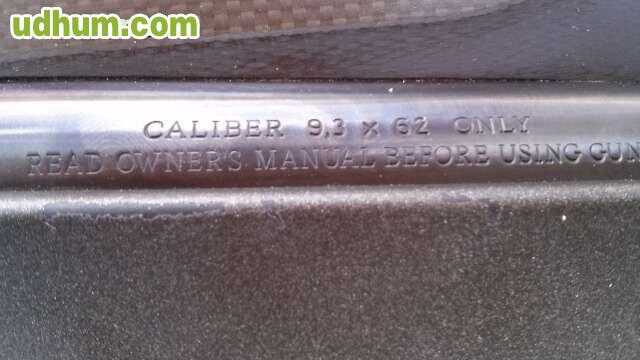 udhum.com
CALIBER 9,3 x 62 ONLY
READ OWNER'S MANUAL BEFORE USING GUN